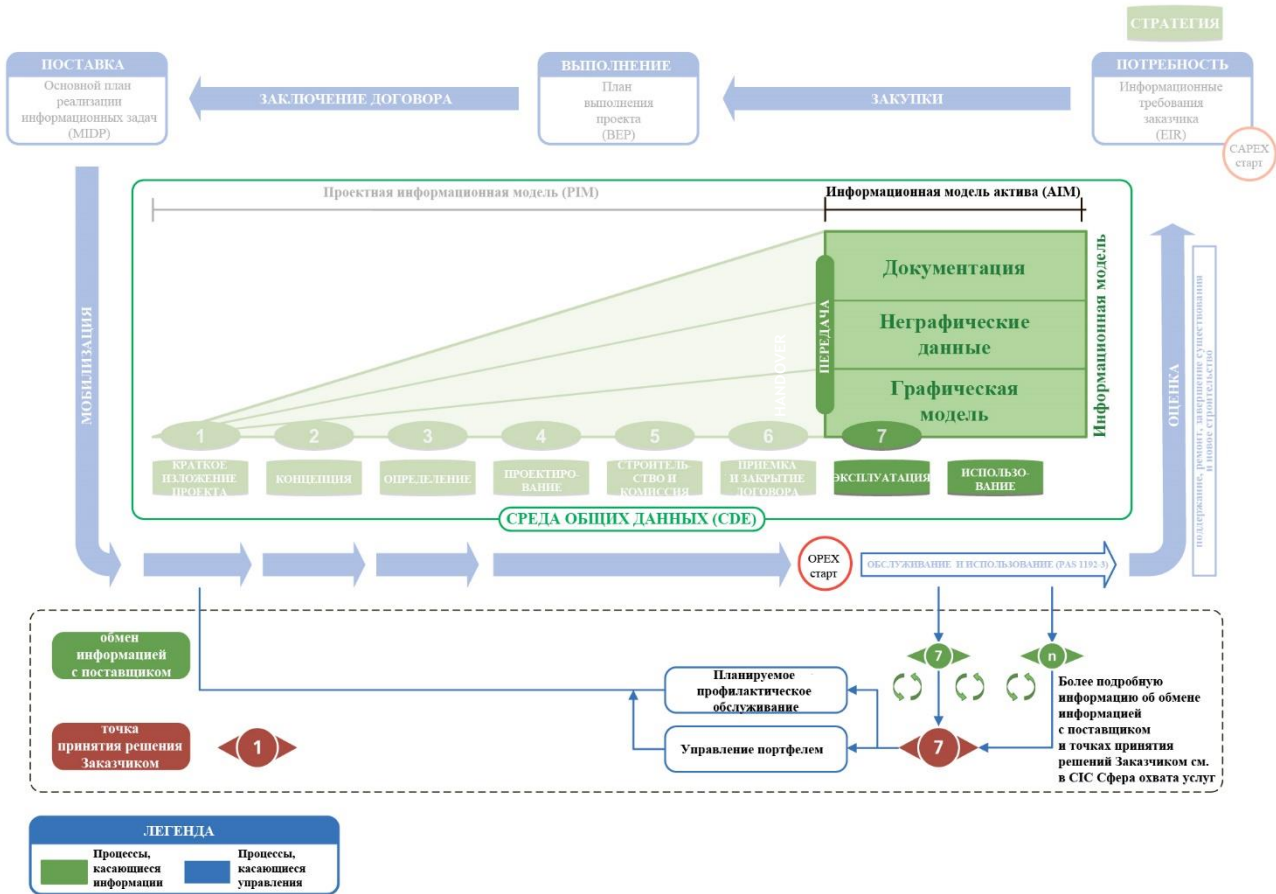 СТРАТЕГИЯ
ПОСТАВКА
Основной план
реализации
информационных задач
(MIDP)
ЗАКЛЮЧЕНИЕ ДОГОВОРА
ВЫПОЛНЕНИЕ
План
выполнения
проекта
(BEP)
ЗАКУПКИ
ПОТРЕБНОСТЬ
Информационные
требования
заказчика
(EIR)
CAPEX
старт
МОБИЛИЗАЦИЯ
Проектная информационная модель (PIM)
Информационная модель актива (AIM)
HANDOVER
ПЕРЕДАЧА
Документация
Неграфические
данные
Графическая
модель
Информационная модель
ОЦЕНКА
поддержание, ремонт, завершение существования
и новое строительство
1
2
3
4
5
6
7
КРАТКОЕ
ИЗЛОЖЕНИЕ
ПРОЕКТА
КОНЦЕПЦИЯ
ОПРЕДЕЛЕНИЕ
ПРОЕКТИРО-
ВАНИЕ
СТРОИТЕЛЬ-
СТВО И
КОМИССИЯ
ПРИЕМКА
И ЗАКРЫТИЕ
ДОГОВОРА
ЭКСПЛУАТАЦИЯ
ИСПОЛЬЗО-
ВАНИЕ
СРЕДА ОБЩИХ ДАННЫХ (CDE)
OPEX
старт
ОБСЛУЖИВАНИЕ И ИСПОЛЬЗОВАНИЕ (PAS 1192-3)
обмен
информацией
с поставщиком
Планируемое
профилактическое
обслуживание
7
n
Более подробную
информацию об обмене
информацией
с поставщиком
и точках принятия
решений Заказчиком см.
в CIC Сфера охвата услуг
точка
принятия решения
Заказчиком
1
Управление портфелем
7
ЛЕГЕНДА
Процессы,
касающиеся
информации
Процессы,
касающиеся
управления